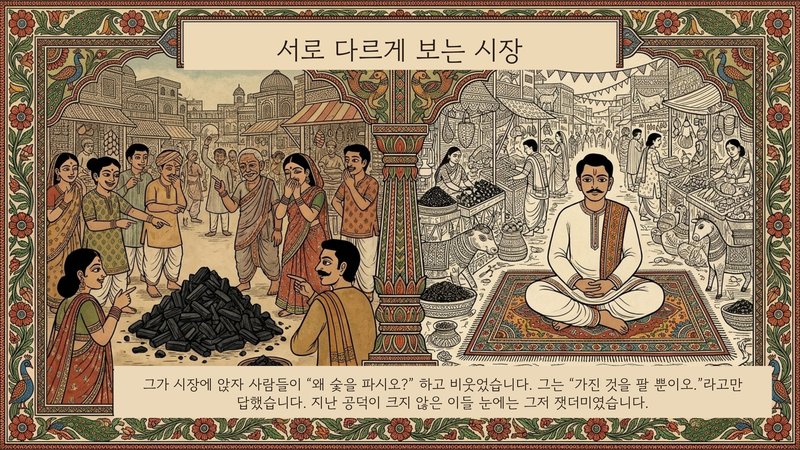 서로 다르게 보는 시장
그가 시장에 앉자 사람들이 “왜 숯을 파시오?” 하고 비웃었습니다. 그는 “가진 것을 팔 뿐이오.”라고만
답했습니다. 지난 공덕이 크지 않은 이들 눈에는 그저 잿더미였습니다.